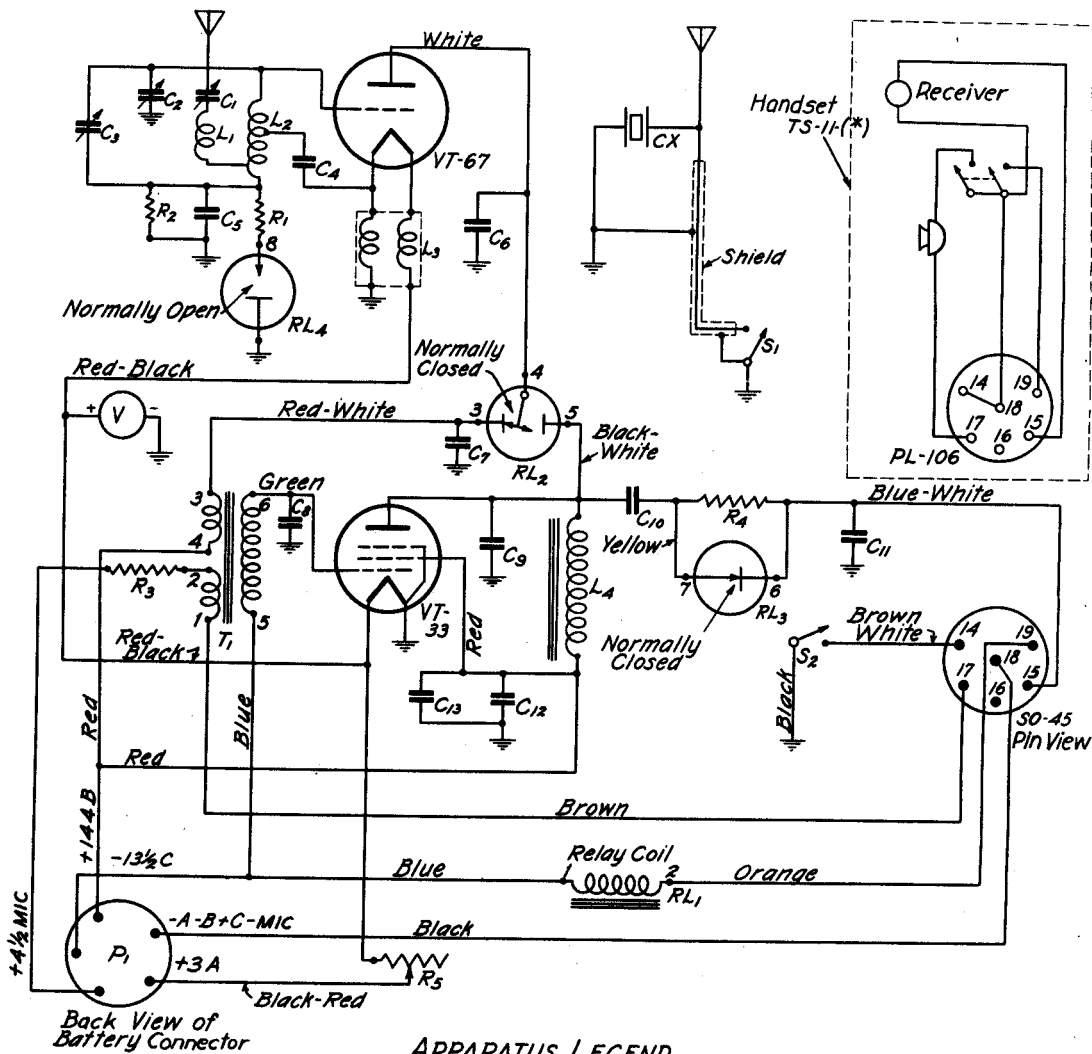 White
C2
C1
C3
L1
L2
C4
VT-67
R2
C5
R1
L3
C6
8
Normally Open
RL4
CX
Shield
S1
Handset
TS-11-(*)
Receiver
14
19
18
17
16
15
PL-106
Red-Black
+ V -
Normally
Closed
4
Red-White
3
5
C7
RL2
Black-
White
Green
3
6
C8
4
R3
2
1
T1
5
VT-
33
C9
L4
C10
R4
Blue-White
Yellow
C11
7
6
RL3
Normally
Closed
Brown
White
S2
Black
14
19
18
17
16
15
SO-45
Pin View
Red-
Black
Blue
Red
C13
C12
Red
Red
Brown
+144B
-13½C
Blue
Relay Coil
2
RL1
Orange
+4½MIC
-A-B+C-MIC
Black
P1
+3A
R5
Black-Red
Back View of
Battery Connector
APPARATUS LEGEND